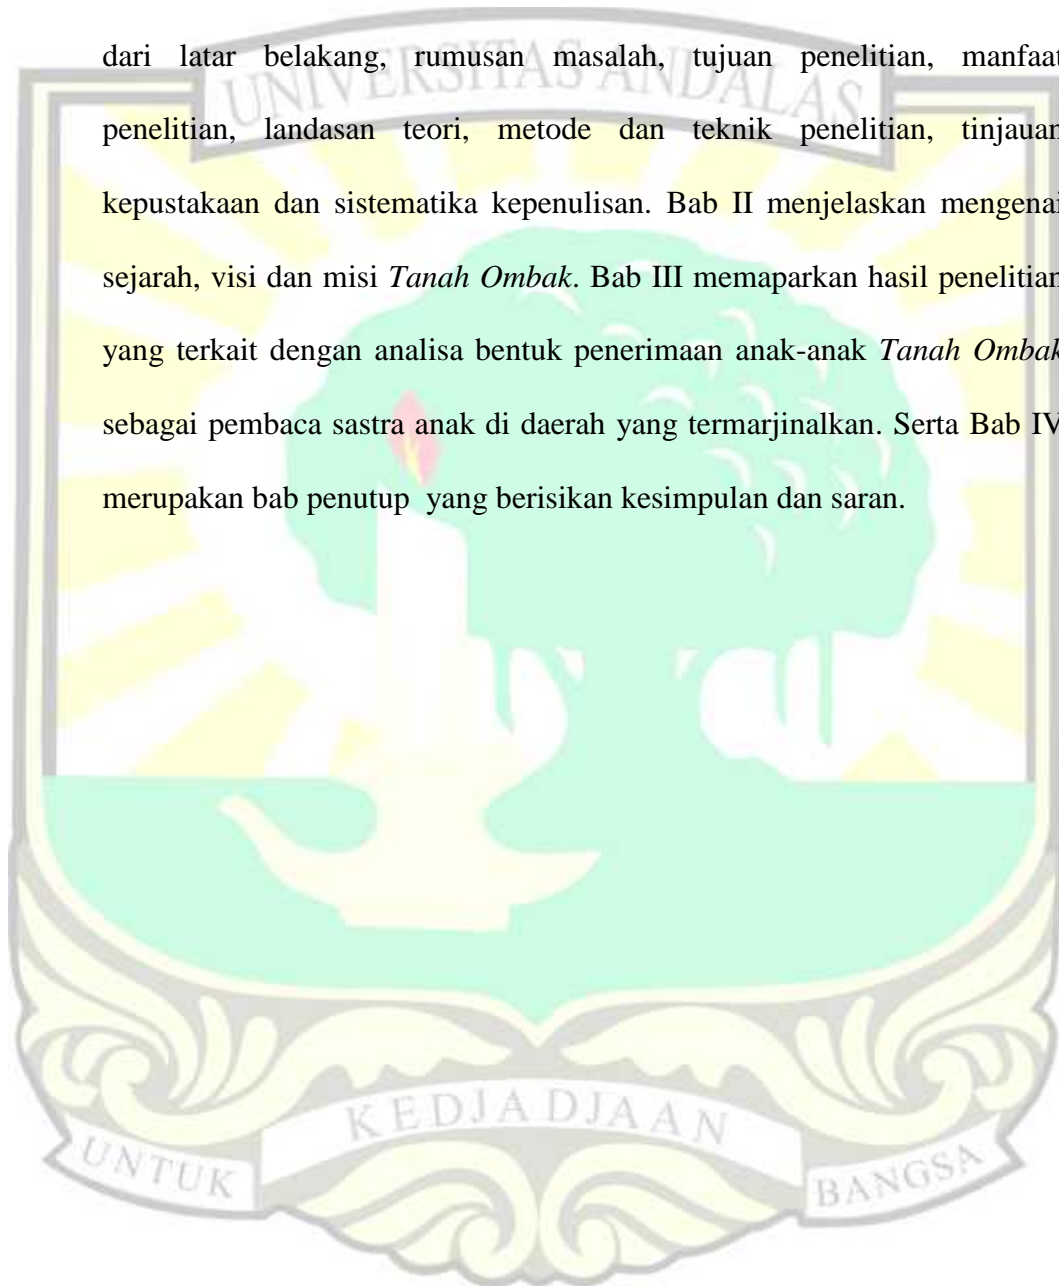 dari latar belakang, rumusan masalah, tujuan penelitian, manfaat
UNIVERSITAS ANDALAS
penelitian, landasan teori, metode dan teknik penelitian, tinjauan
kepustakaan dan sistematika kepenulisan. Bab II menjelaskan mengenai
sejarah, visi dan misi Tanah Ombak. Bab III memaparkan hasil penelitian
yang terkait dengan analisa bentuk penerimaan anak-anak Tanah Ombak
sebagai pembaca sastra anak di daerah yang termarjinalkan. Serta Bab IV
merupakan bab penutup yang berisikan kesimpulan dan saran.
UNTUK KEDJADJAAN BANGSA